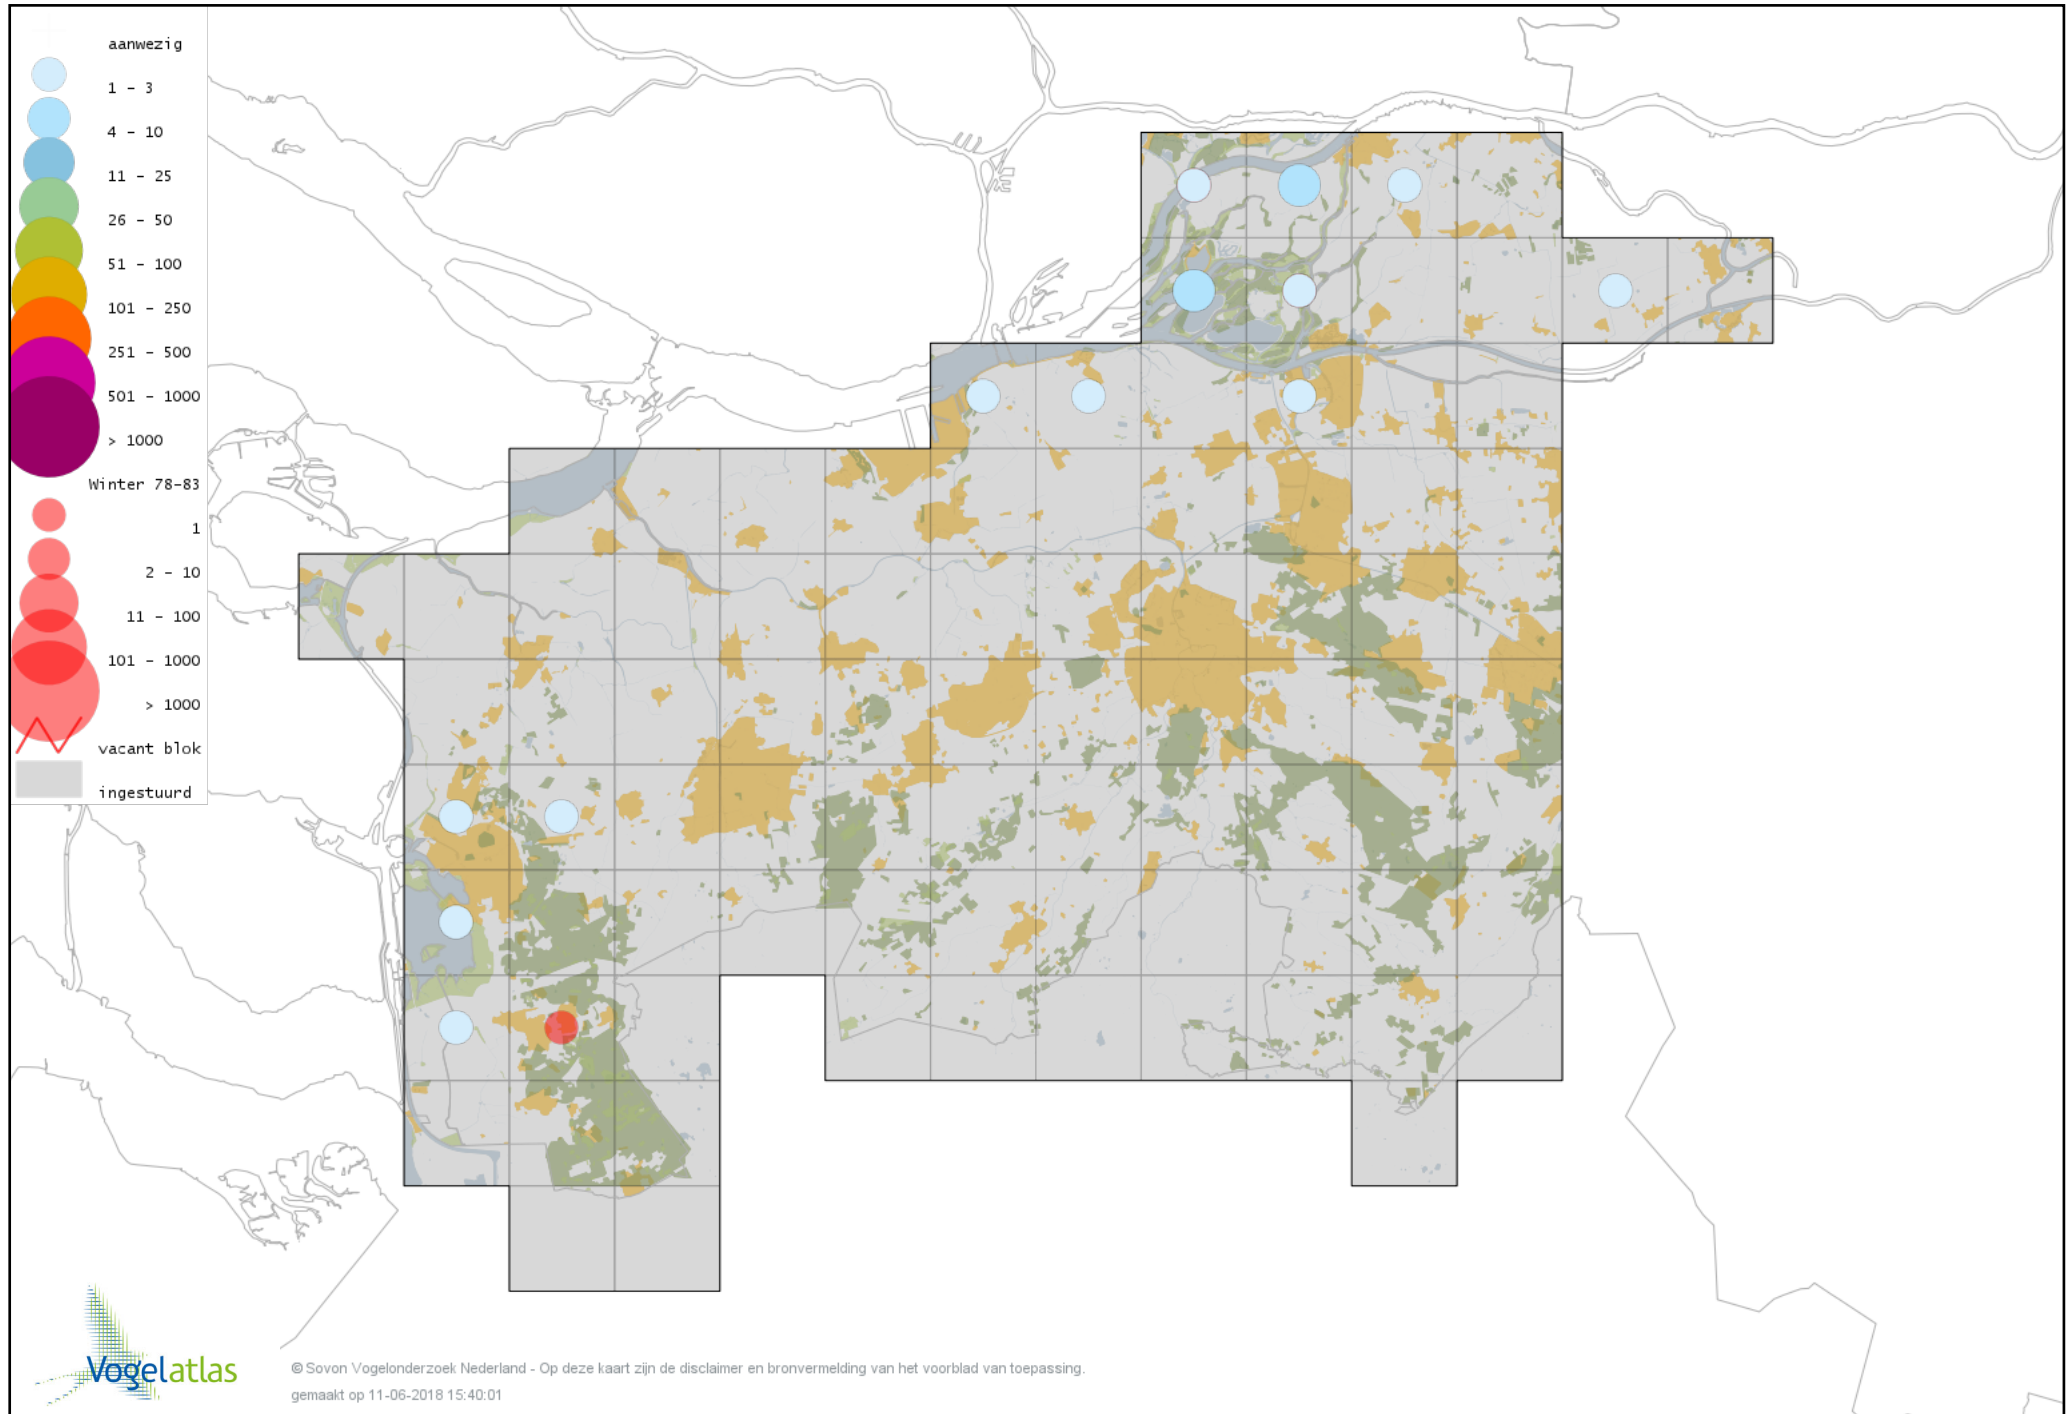 aanwezig
1 - 3
4 - 10
11 - 25
26 - 50
51 - 100
101 - 250
251 - 500
501 - 1000
> 1000
Winter 78-83
1
2 - 10
11 - 100
101 - 1000
> 1000
vacant blok
ingestuurd
Vogelatlas
© Sovon Vogelonderzoek Nederland - Op deze kaart zijn de disclaimer en bronvermelding van het voorblad van toepassing.
gemaakt op 11-06-2018 15:40:01